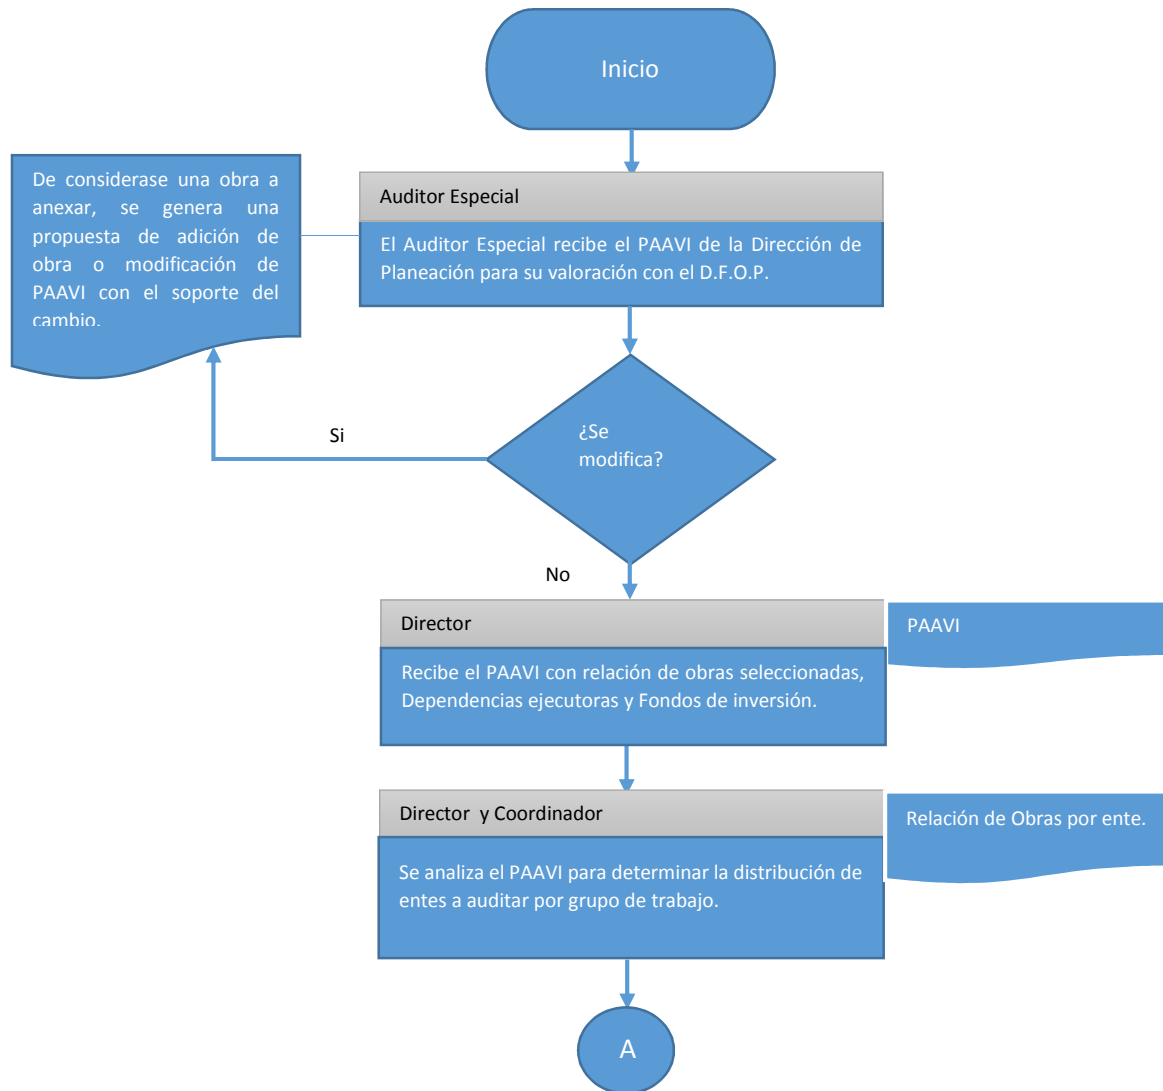 Inicio
De considerase una obra a
anexar, se genera una
propuesta de adición de
obra o modificación de
PAAVI con el soporte del
cambio.
Auditor Especial
El Auditor Especial recibe el PAAVI de la Dirección de
Planeación para su valoración con el D.F.O.P.
¿Se
modifica?
Si
No
Director
PAAVI
Recibe el PAAVI con relación de obras seleccionadas,
Dependencias ejecutoras y Fondos de inversión.
Director y Coordinador
Relación de Obras por ente.
Se analiza el PAAVI para determinar la distribución de
entes a auditar por grupo de trabajo.
A